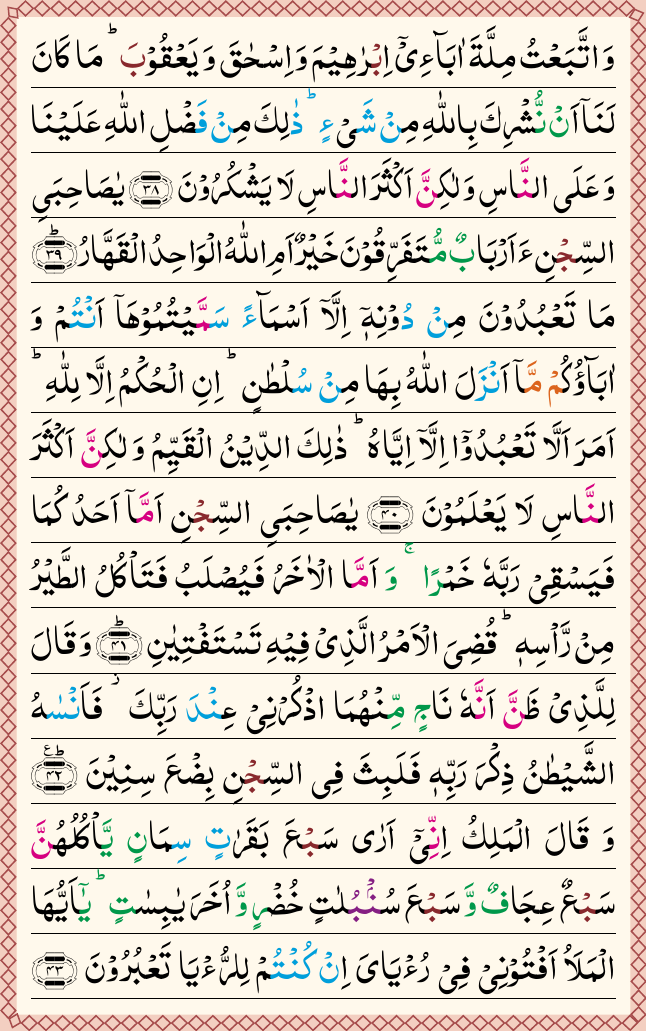 وَاتَّبَعْتُ مِلَّةَ اٰبَآءِیْۤ اِبْرٰهِیْمَ وَاِسْحٰقَ وَیَعْقُوْبَ ؕ مَا كَانَ
لَنَاۤ اَنْ نُّشْرِكَ بِاللّٰهِ مِنْ شَیْءٍ ؕ ذٰلِكَ مِنْ فَضْلِ اللّٰهِ عَلَیْنَا
وَعَلَی النَّاسِ وَلٰكِنَّ اَكْثَرَ النَّاسِ لَا یَشْكُرُوْنَ ﴿۳۸﴾ یٰصَاحِبَیِ
السِّجْنِ ءَاَرْبَابٌ مُّتَفَرِّقُوْنَ خَیْرٌ اَمِ اللّٰهُ الْوَاحِدُ الْقَهَّارُ ﴿ؕ۳۹﴾
مَا تَعْبُدُوْنَ مِنْ دُوْنِهٖۤ اِلَّاۤ اَسْمَآءً سَمَّیْتُمُوْهَاۤ اَنْتُمْ وَ
اٰبَآؤُكُمْ مَّاۤ اَنْزَلَ اللّٰهُ بِهَا مِنْ سُلْطٰنٍ ؕ اِنِ الْحُكْمُ اِلَّا لِلّٰهِ ؕ
اَمَرَ اَلَّا تَعْبُدُوْۤا اِلَّاۤ اِیَّاهُ ؕ ذٰلِكَ الدِّیْنُ الْقَیِّمُ وَلٰكِنَّ اَكْثَرَ
النَّاسِ لَا یَعْلَمُوْنَ ﴿۴۰﴾ یٰصَاحِبَیِ السِّجْنِ اَمَّاۤ اَحَدُكُمَا
فَیَسْقِیْ رَبَّهٗ خَمْرًا ۚ وَ اَمَّا الْاٰخَرُ فَیُصْلَبُ فَتَاْكُلُ الطَّیْرُ
مِنْ رَّاْسِهٖ ؕ قُضِیَ الْاَمْرُ الَّذِیْ فِیْهِ تَسْتَفْتِیٰنِ ﴿ؕ۴۱﴾ وَقَالَ
لِلَّذِیْ ظَنَّ اَنَّهٗ نَاجٍ مِّنْهُمَا اذْكُرْنِیْ عِنْدَ رَبِّكَ ؗ فَاَنْسٰىهُ
الشَّیْطٰنُ ذِكْرَ رَبِّهٖ فَلَبِثَ فِی السِّجْنِ بِضْعَ سِنِیْنَ ﴿ؕ۴۲﴾ ع
وَ قَالَ الْمَلِكُ اِنِّیْۤ اَرٰی سَبْعَ بَقَرٰتٍ سِمَانٍ یَّاْكُلُهُنَّ
سَبْعٌ عِجَافٌ وَّسَبْعَ سُنْۢبُلٰتٍ خُضْرٍ وَّاُخَرَ یٰبِسٰتٍ ؕ یٰۤاَیُّهَا
الْمَلَاُ اَفْتُوْنِیْ فِیْ رُءْیَایَ اِنْ كُنْتُمْ لِلرُّءْیَا تَعْبُرُوْنَ ﴿۴۳﴾